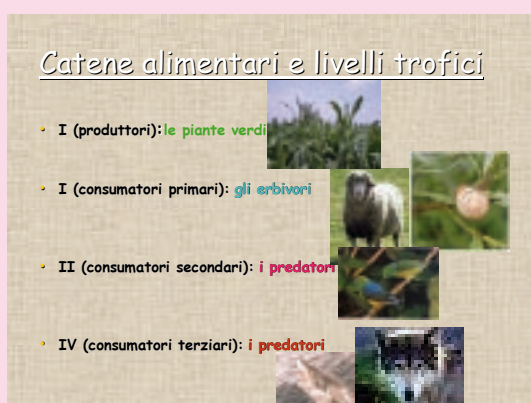 Catene alimentari e livelli trofici
• I (produttori): le piante verdi
• I (consumatori primari): gli erbivori
• II (consumatori secondari): i predatori
• IV (consumatori terziari): i predatori